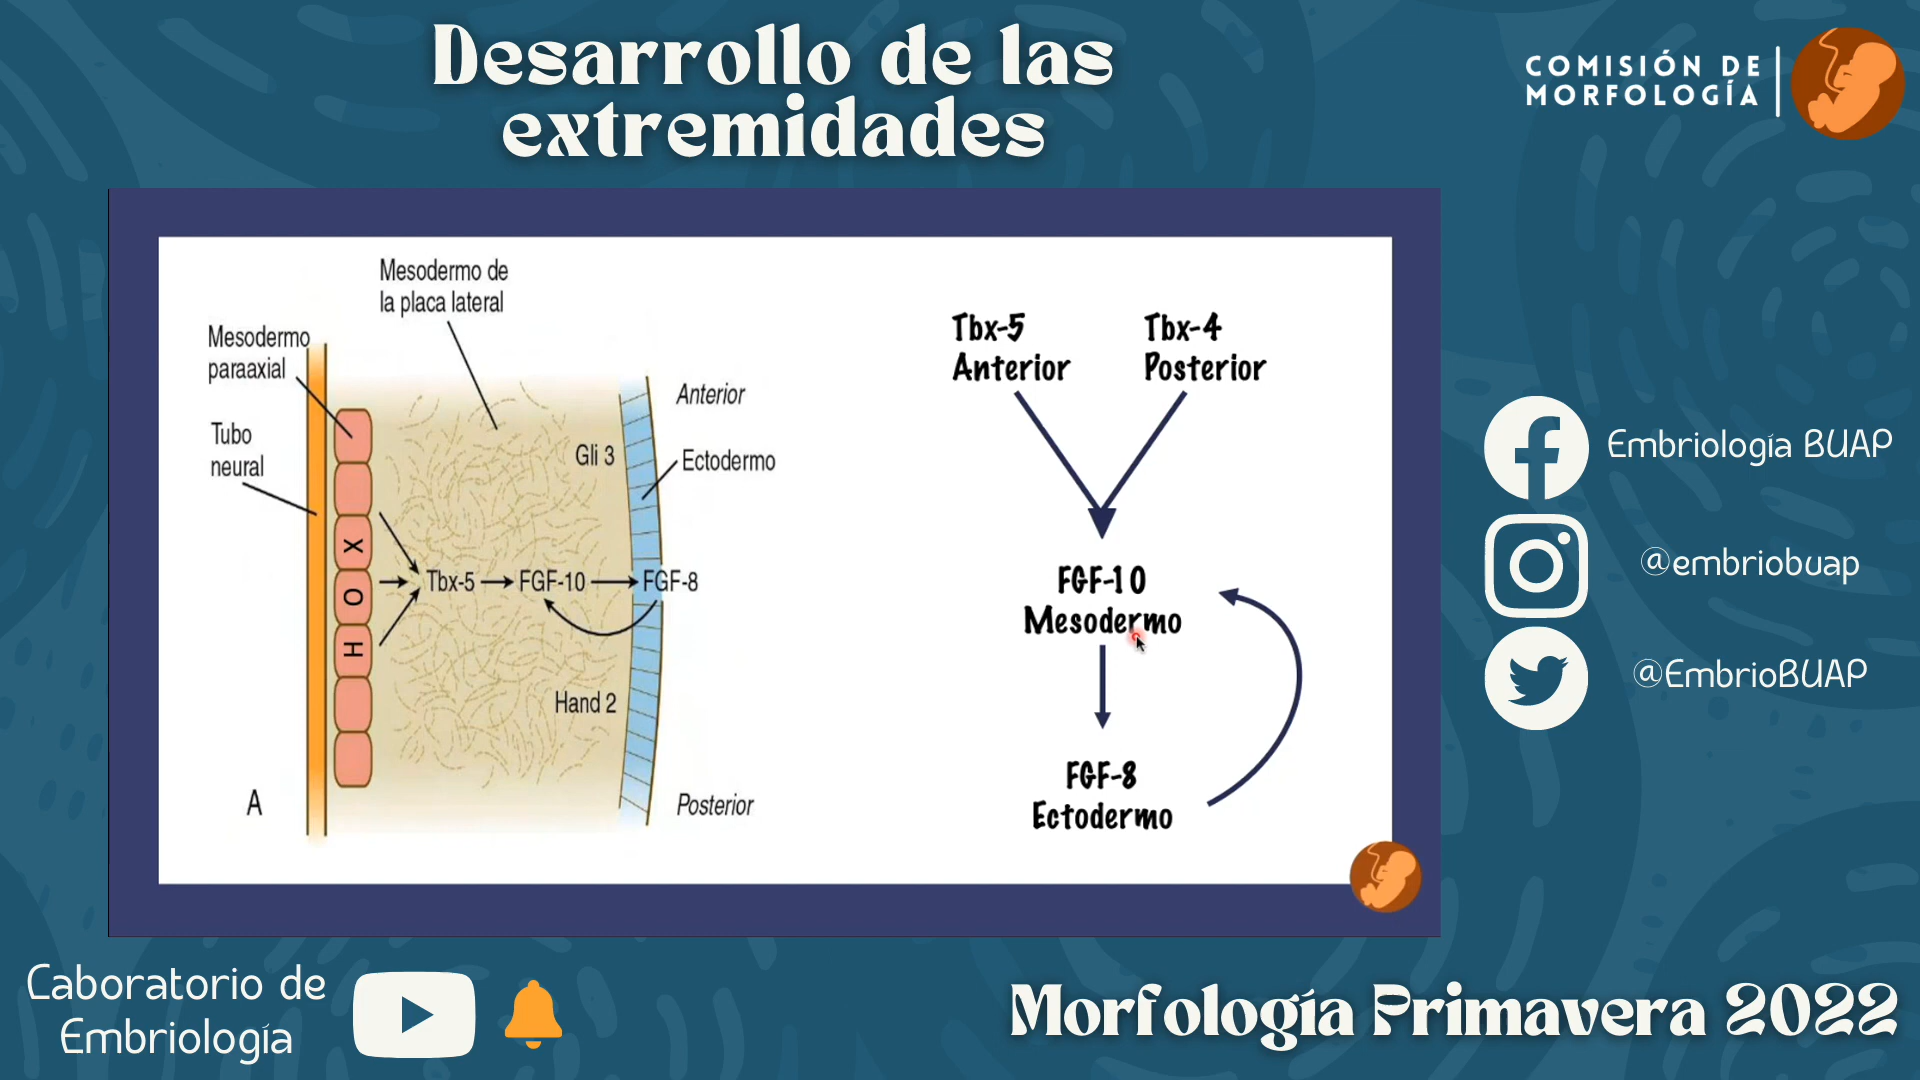 Desarrollo de las
extremidades
COMISIÓN DE
MORFOLOGÍA
Mesodermo de
la placa lateral
Mesodermo
paraaxial
Tubo
neural
Anterior
Gli 3
Ectodermo
X
O
H
Tbx-5
FGF-10
FGF-8
Hand 2
A
Posterior
Tbx-5
Anterior
Tbx-4
Posterior
FGF-10
Mesodermo
FGF-8
Ectodermo
Embriología BUAP
@embriobuap
@EmbrioBUAP
Laboratorio de
Embriología
Morfología Primavera 2022